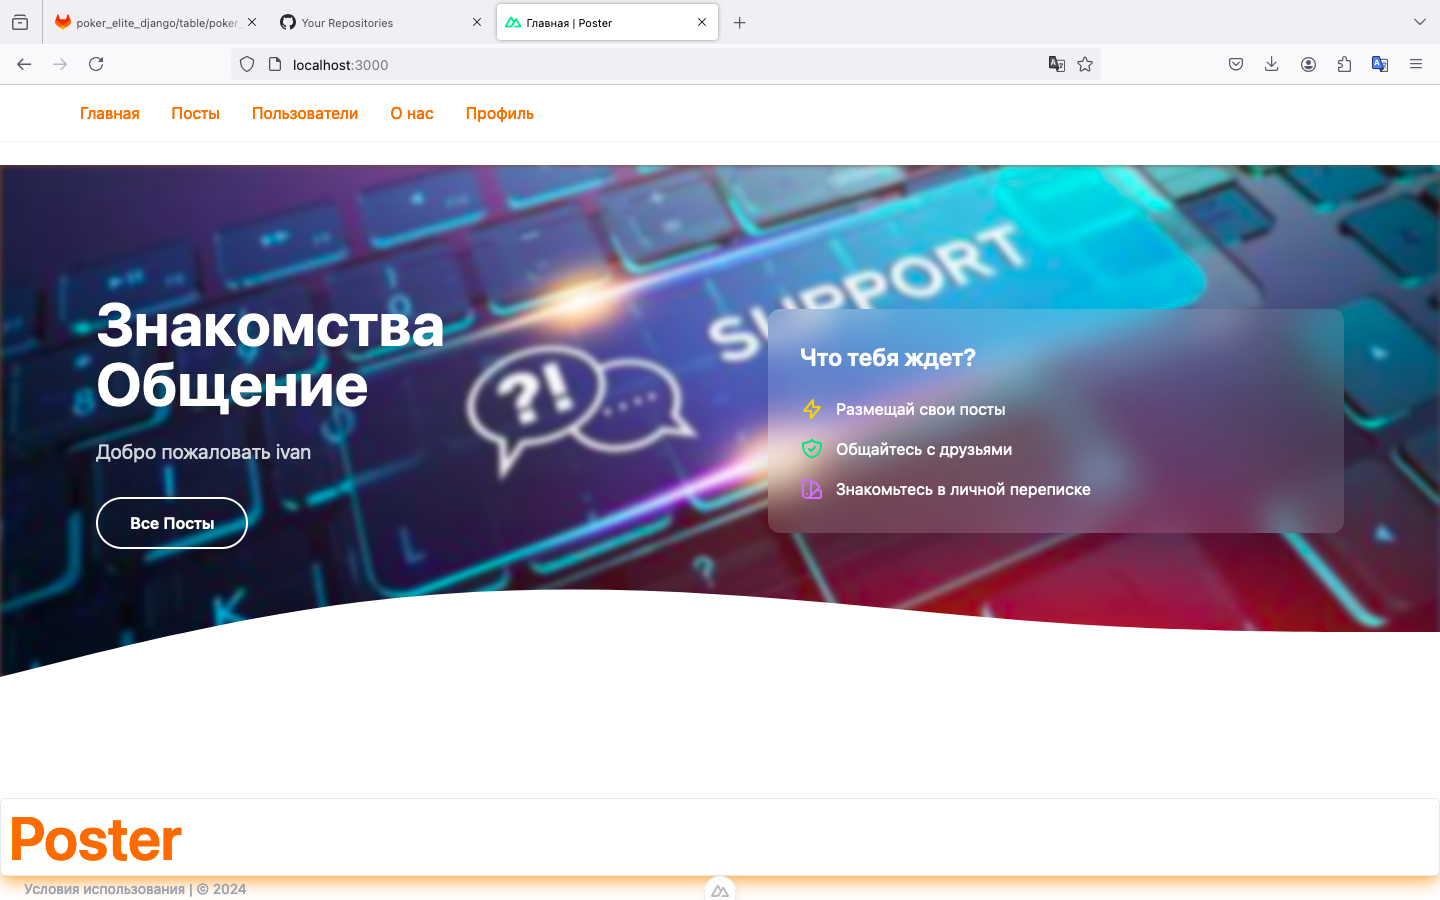 poker_elite_django/table/poker_
Your Repositories
Главная | Poster
localhost:3000
Главная Посты Пользователи О нас Профиль
SUPPORT
?!
Знакомства
Общение
Добро пожаловать ivan
Все Посты
Что тебя ждет?
Размещай свои посты
Общайтесь с друзьями
Знакомьтесь в личной переписке
L
?
K
Poster
Условия использования | © 2024